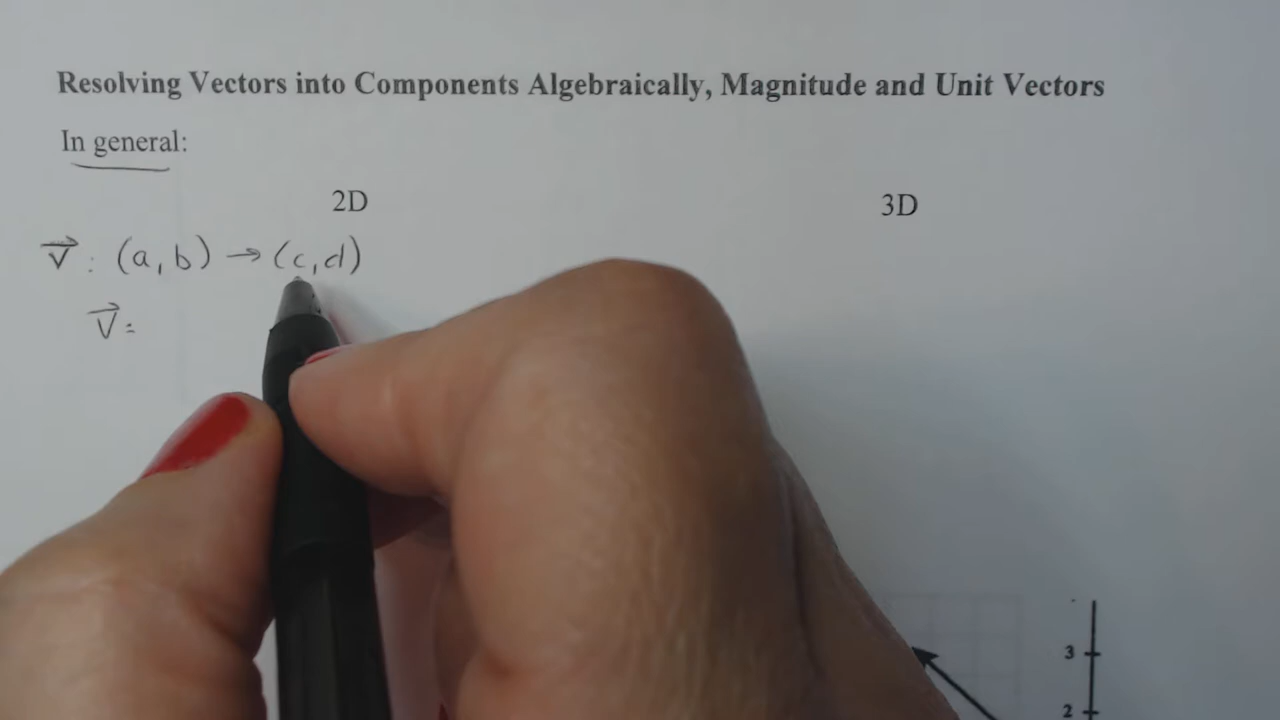 Resolving Vectors into Components Algebraically, Magnitude and Unit Vectors
In general:
2D
3D
v⃗ : (a, b) → (c, d)
v⃗ =
3
2